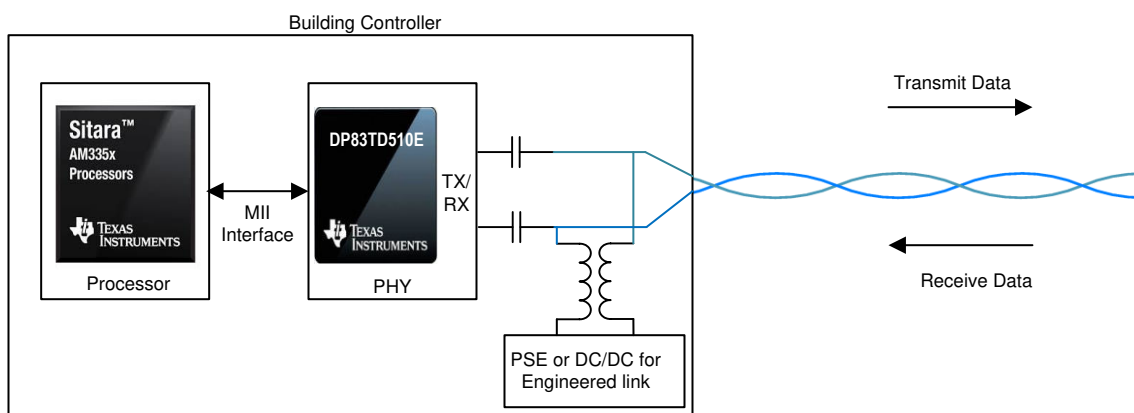 Building Controller
Sitara™
AM335x
Processors
TEXAS
INSTRUMENTS
Processor
MII
Interface
DP83TD510E
TEXAS
INSTRUMENTS
PHY
TX/
RX
PSE or DC/DC for
Engineered link
Transmit Data
Receive Data